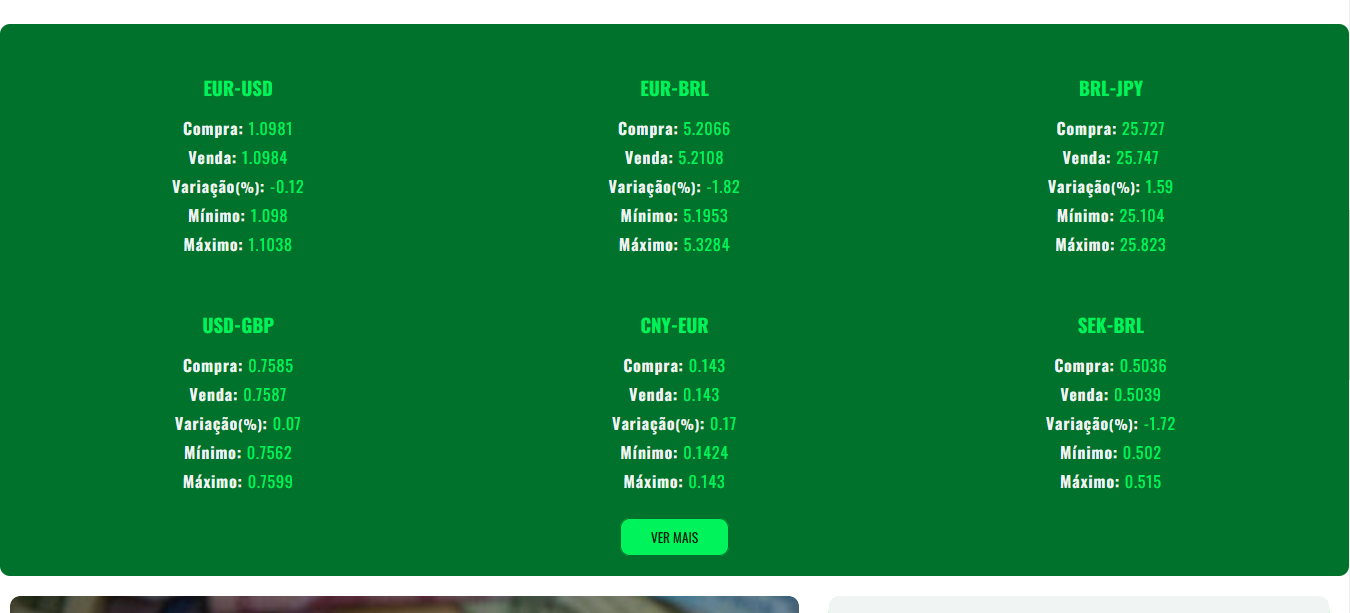 EUR-USD
Compra: 1.0981
Venda: 1.0984
Variação(%): -0.12
Mínimo: 1.098
Máximo: 1.1038
EUR-BRL
Compra: 5.2066
Venda: 5.2108
Variação(%): -1.82
Mínimo: 5.1953
Máximo: 5.3284
BRL-JPY
Compra: 25.727
Venda: 25.747
Variação(%): 1.59
Mínimo: 25.104
Máximo: 25.823
USD-GBP
Compra: 0.7585
Venda: 0.7587
Variação(%): 0.07
Mínimo: 0.7562
Máximo: 0.7599
CNY-EUR
Compra: 0.143
Venda: 0.143
Variação(%): 0.17
Mínimo: 0.1424
Máximo: 0.143
SEK-BRL
Compra: 0.5036
Venda: 0.5039
Variação(%): -1.72
Mínimo: 0.502
Máximo: 0.515
VER MAIS